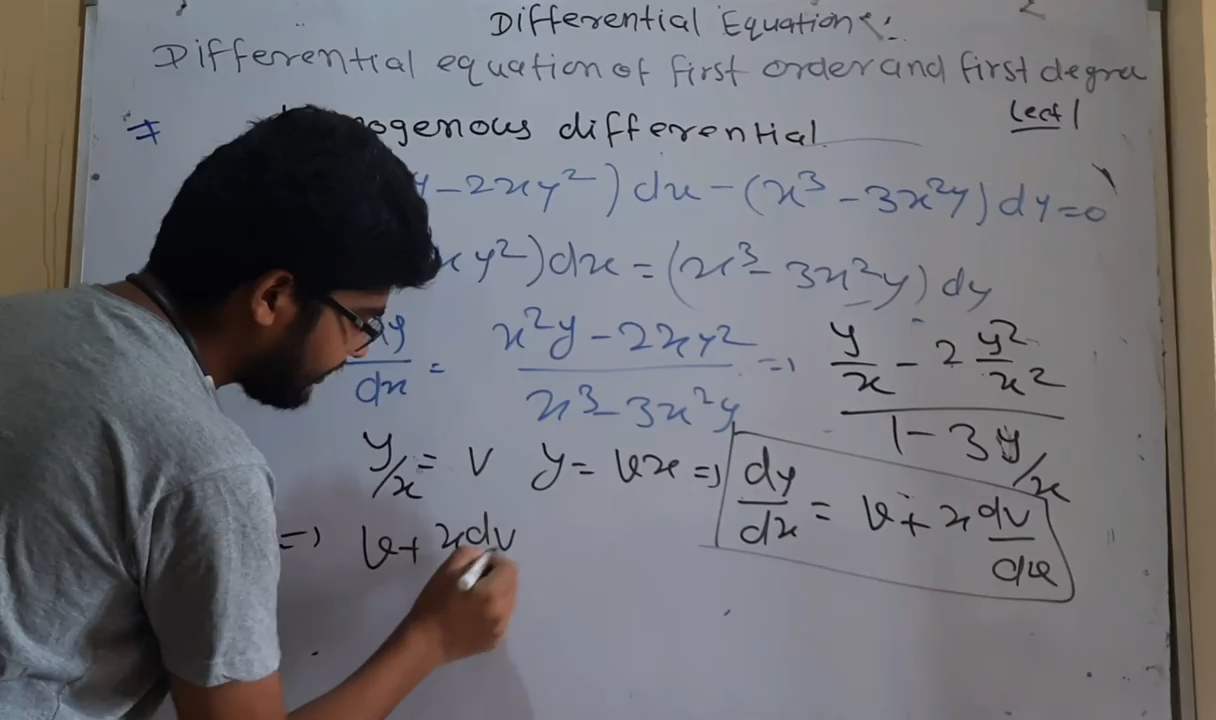 Differential Equation :-
Differential equation of first order and first degree
Lect 1
⇒ differential
- 2xy²) dx - (x³ - 3x²y) dy = 0
xy²) dx = (x³ - 3x²y) dy
dy/dx = (x²y - 2xy²)/(x³ - 3x²y) ⇒ (y/x - 2 y²/x²)/(1 - 3y/x)
y/x = v y = vx ⇒ dy/dx = v + x dv/dx
⇒ v + x dv